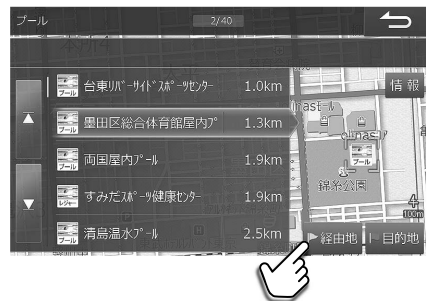 プール 2/40
本所4
プール 台東ﾘﾊﾞｰｻｲﾄﾞｽﾎﾟｰﾂｾﾝﾀｰ 1.0km
情報
プール 墨田区総合体育館屋内ﾌﾟ 1.3km
プール 両国屋内ﾌﾟｰﾙ 1.9km
プール
錦糸公園
レジャー すみだｽﾎﾟｰﾂ健康ｾﾝﾀｰ 1.9km
4
100m
プール 清島温水ﾌﾟｰﾙ 2.5km
経由地 目的地